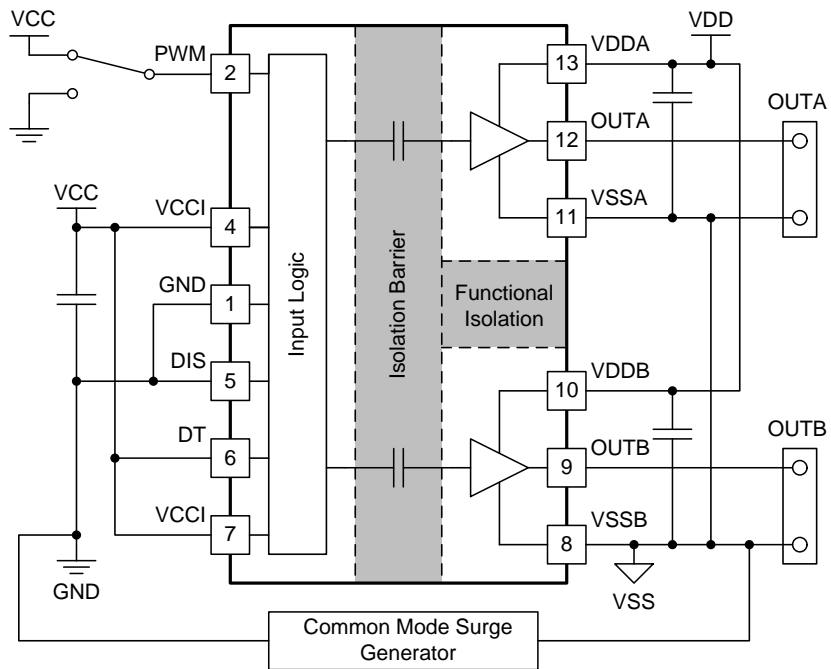 VCC
PWM
2
VCCI
4
VCC
GND
1
DIS
5
DT
6
VCCI
7
GND
Input Logic
Isolation Barrier
Functional
Isolation
13
VDDA
VDD
12
OUTA
11
VSSA
OUTA
10
VDDB
9
OUTB
8
VSSB
OUTB
VSS
Common Mode Surge
Generator